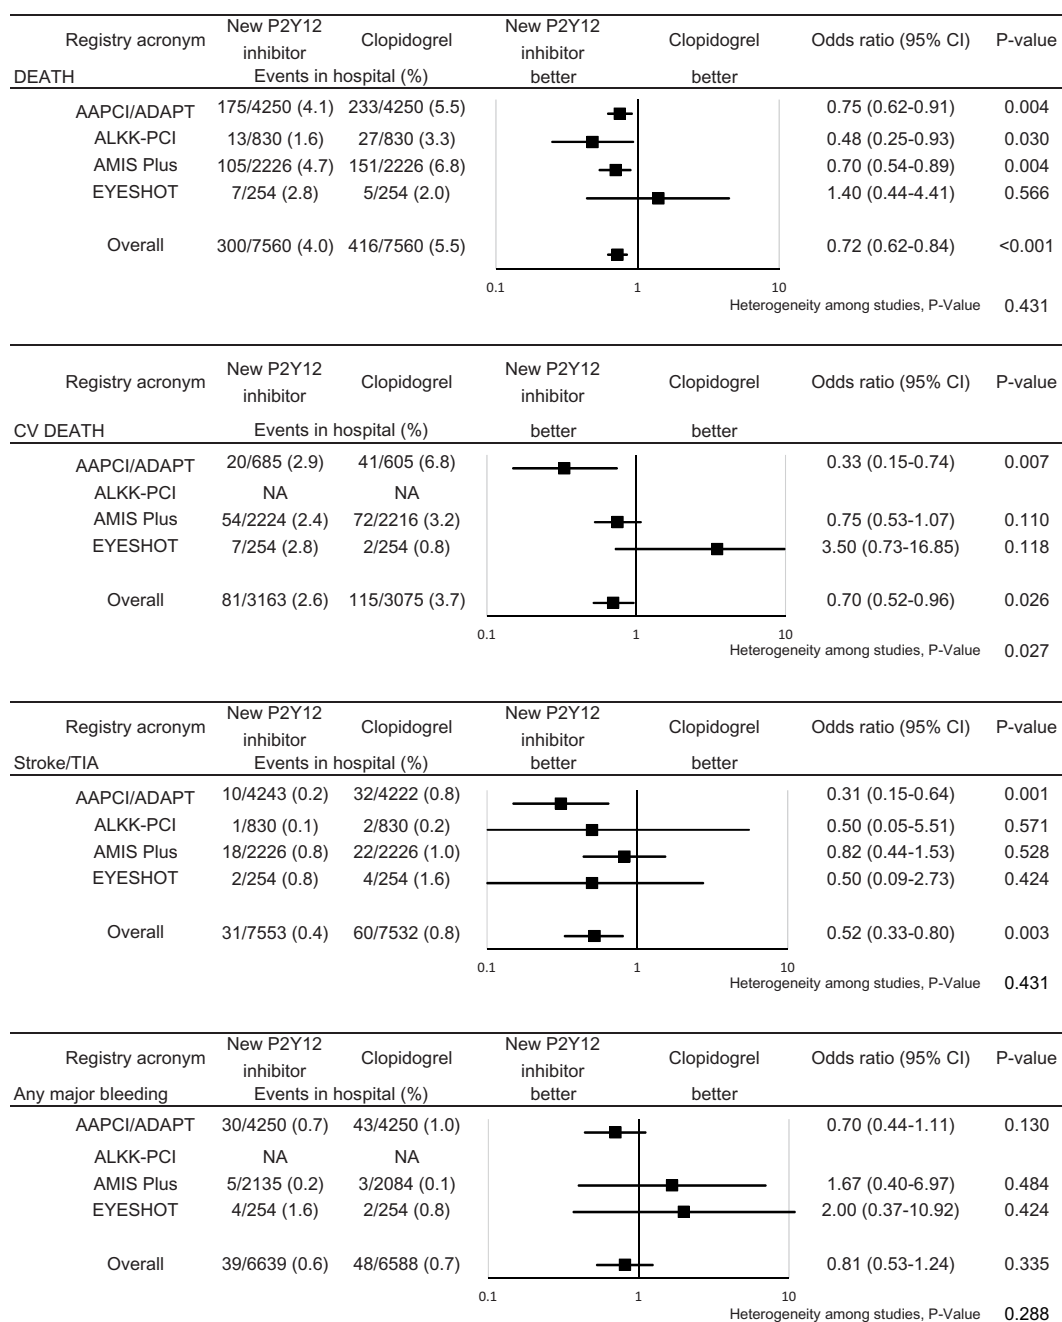 Registry acronym New P2Y12 inhibitor Clopidogrel New P2Y12 inhibitor Clopidogrel Odds ratio (95% CI) P-value
DEATH Events in hospital (%) better better
AAPCI/ADAPT 175/4250 (4.1) 233/4250 (5.5) 0.75 (0.62-0.91) 0.004
ALKK-PCI 13/830 (1.6) 27/830 (3.3) 0.48 (0.25-0.93) 0.030
AMIS Plus 105/2226 (4.7) 151/2226 (6.8) 0.70 (0.54-0.89) 0.004
EYESHOT 7/254 (2.8) 5/254 (2.0) 1.40 (0.44-4.41) 0.566
Overall 300/7560 (4.0) 416/7560 (5.5) 0.72 (0.62-0.84) <0.001
0.1 1 10
Heterogeneity among studies, P-Value 0.431
Registry acronym New P2Y12 inhibitor Clopidogrel New P2Y12 inhibitor Clopidogrel Odds ratio (95% CI) P-value
CV DEATH Events in hospital (%) better better
AAPCI/ADAPT 20/685 (2.9) 41/605 (6.8) 0.33 (0.15-0.74) 0.007
ALKK-PCI NA NA
AMIS Plus 54/2224 (2.4) 72/2216 (3.2) 0.75 (0.53-1.07) 0.110
EYESHOT 7/254 (2.8) 2/254 (0.8) 3.50 (0.73-16.85) 0.118
Overall 81/3163 (2.6) 115/3075 (3.7) 0.70 (0.52-0.96) 0.026
0.1 1 10
Heterogeneity among studies, P-Value 0.027
Registry acronym New P2Y12 inhibitor Clopidogrel New P2Y12 inhibitor Clopidogrel Odds ratio (95% CI) P-value
Stroke/TIA Events in hospital (%) better better
AAPCI/ADAPT 10/4243 (0.2) 32/4222 (0.8) 0.31 (0.15-0.64) 0.001
ALKK-PCI 1/830 (0.1) 2/830 (0.2) 0.50 (0.05-5.51) 0.571
AMIS Plus 18/2226 (0.8) 22/2226 (1.0) 0.82 (0.44-1.53) 0.528
EYESHOT 2/254 (0.8) 4/254 (1.6) 0.50 (0.09-2.73) 0.424
Overall 31/7553 (0.4) 60/7532 (0.8) 0.52 (0.33-0.80) 0.003
0.1 1 10
Heterogeneity among studies, P-Value 0.431
Registry acronym New P2Y12 inhibitor Clopidogrel New P2Y12 inhibitor Clopidogrel Odds ratio (95% CI) P-value
Any major bleeding Events in hospital (%) better better
AAPCI/ADAPT 30/4250 (0.7) 43/4250 (1.0) 0.70 (0.44-1.11) 0.130
ALKK-PCI NA NA
AMIS Plus 5/2135 (0.2) 3/2084 (0.1) 1.67 (0.40-6.97) 0.484
EYESHOT 4/254 (1.6) 2/254 (0.8) 2.00 (0.37-10.92) 0.424
Overall 39/6639 (0.6) 48/6588 (0.7) 0.81 (0.53-1.24) 0.335
0.1 1 10
Heterogeneity among studies, P-Value 0.288